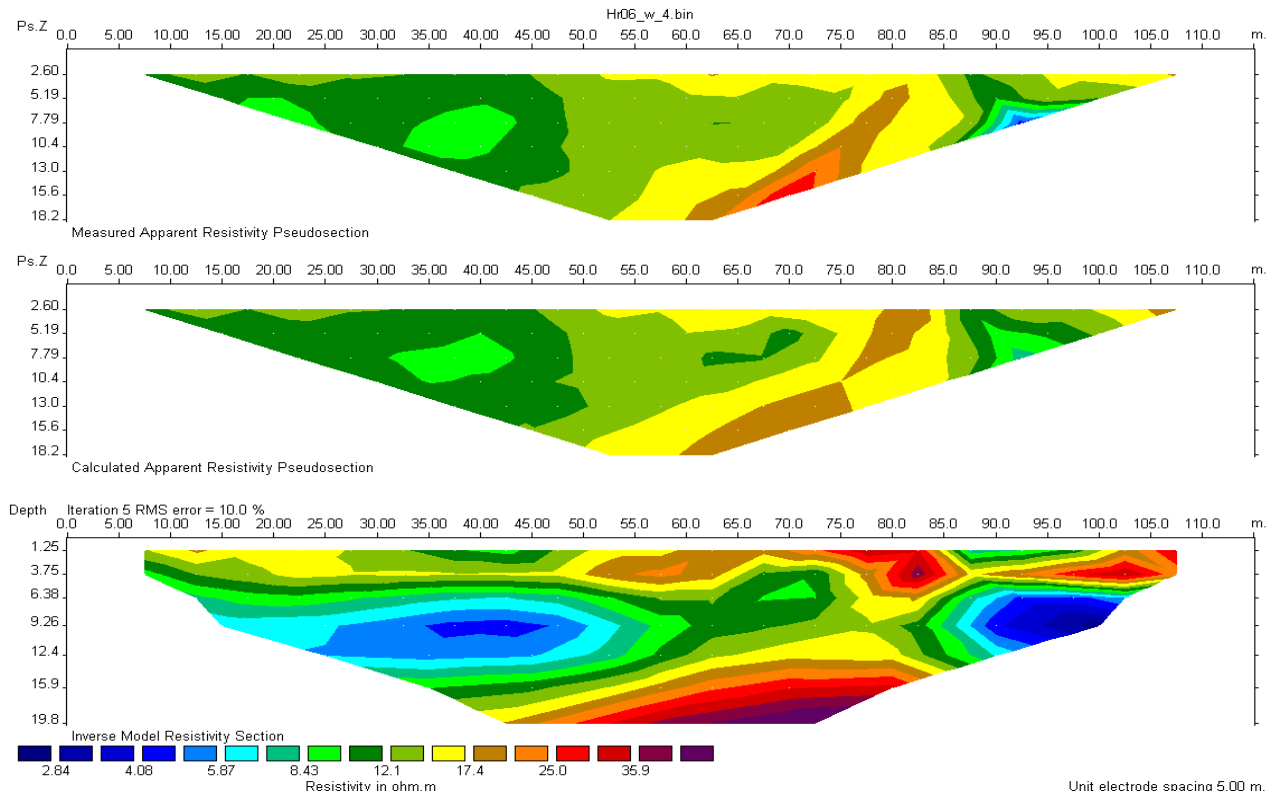 Hr06_w_4.bin
Ps.Z 0.0 5.00 10.00 15.00 20.00 25.00 30.00 35.00 40.00 45.00 50.0 55.0 60.0 65.0 70.0 75.0 80.0 85.0 90.0 95.0 100.0 105.0 110.0 m.
2.60
5.19
7.79
10.4
13.0
15.6
18.2
Measured Apparent Resistivity Pseudosection
Ps.Z 0.0 5.00 10.00 15.00 20.00 25.00 30.00 35.00 40.00 45.00 50.0 55.0 60.0 65.0 70.0 75.0 80.0 85.0 90.0 95.0 100.0 105.0 110.0 m.
2.60
5.19
7.79
10.4
13.0
15.6
18.2
Calculated Apparent Resistivity Pseudosection
Depth Iteration 5 RMS error = 10.0 %
0.0 5.00 10.00 15.00 20.00 25.00 30.00 35.00 40.00 45.00 50.0 55.0 60.0 65.0 70.0 75.0 80.0 85.0 90.0 95.0 100.0 105.0 110.0 m.
1.25
3.75
6.38
9.26
12.4
15.9
19.8
Inverse Model Resistivity Section
2.84 4.08 5.87 8.43 12.1 17.4 25.0 35.9
Resistivity in ohm.m Unit electrode spacing 5.00 m.